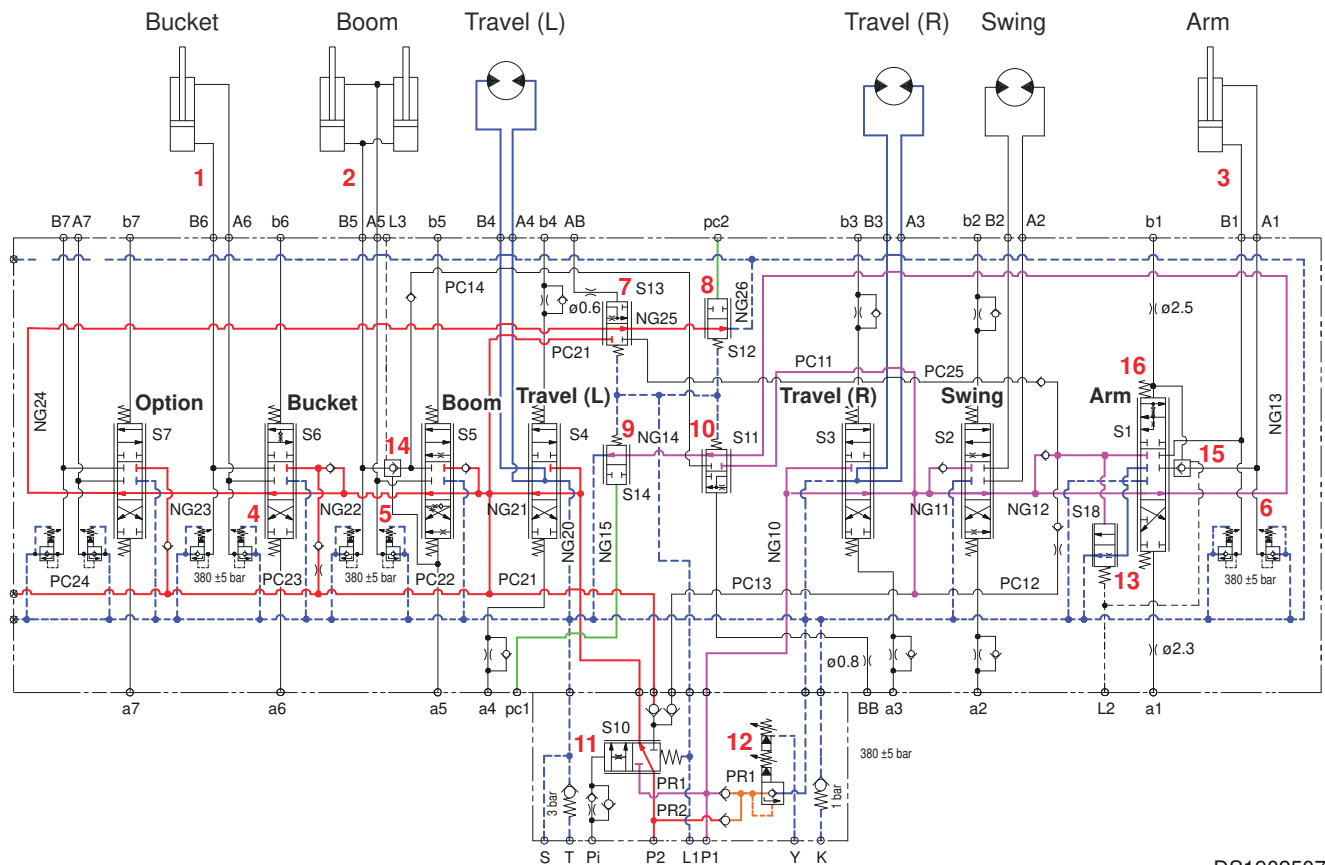 Bucket Boom Travel (L) Travel (R) Swing Arm
1 2 3
B7 A7 b7 B6 A6 b6 B5 A5 L3 b5 B4 A4 b4 AB pc2 b3 B3 A3 b2 B2 A2 b1 B1 A1
PC14 ø0.6 7 S13 8 NG26 ø2.5
NG25
PC21 S12 PC11 PC25 16
NG24 Option Bucket Boom Travel (L) Travel (R) Swing Arm NG13
S7 S6 14 S5 S4 9 NG14 10 S11 S3 S2 S1 15
S14
NG23 4 NG22 5 NG21 NG20 NG15 NG10 NG11 NG12 S18 6
PC24 380 ±5 bar PC23 380 ±5 bar PC22 PC21 PC13 PC12 13 380 ±5 bar
ø0.8 ø2.3
a7 a6 a5 a4 pc1 BB a3 a2 L2 a1
11 S10 12 380 ±5 bar
3 bar PR1 PR1 1 bar
PR2
S T Pi P2 L1 P1 Y K